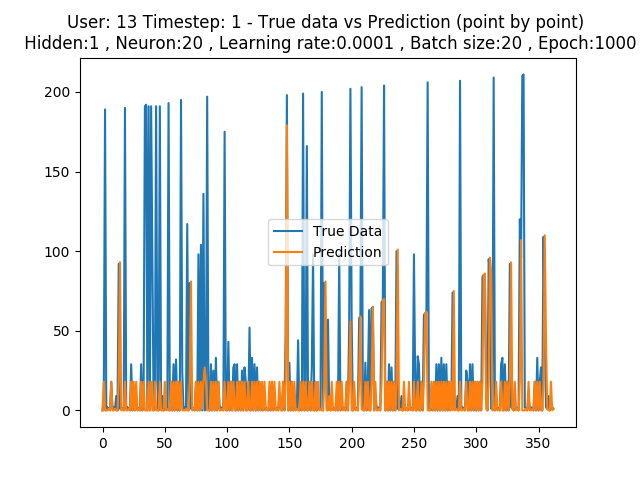 User: 13 Timestep: 1 - True data vs Prediction (point by point)
Hidden:1 , Neuron:20 , Learning rate:0.0001 , Batch size:20 , Epoch:1000
200
150
100
50
0
True Data
Prediction
0 50 100 150 200 250 300 350